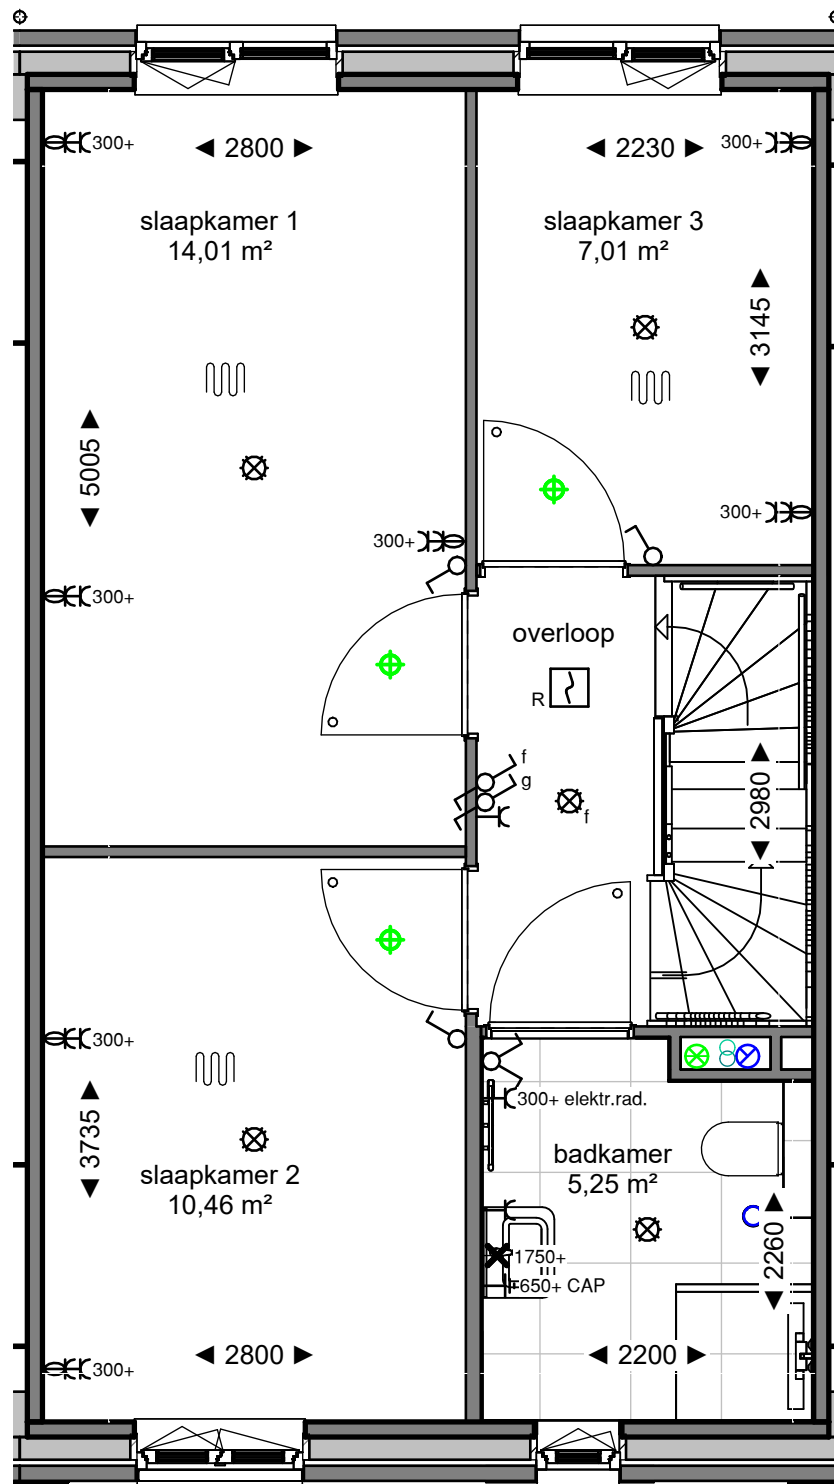 300+
2800
2230
300+
slaapkamer 1
14,01 m²
slaapkamer 3
7,01 m²
3145
5005
300+
300+
300+
overloop
R
f
g
f
2980
300+
300+ elektr.rad.
3735
badkamer
5,25 m²
slaapkamer 2
10,46 m²
2260
1750+
650+ CAP
300+
2800
2200